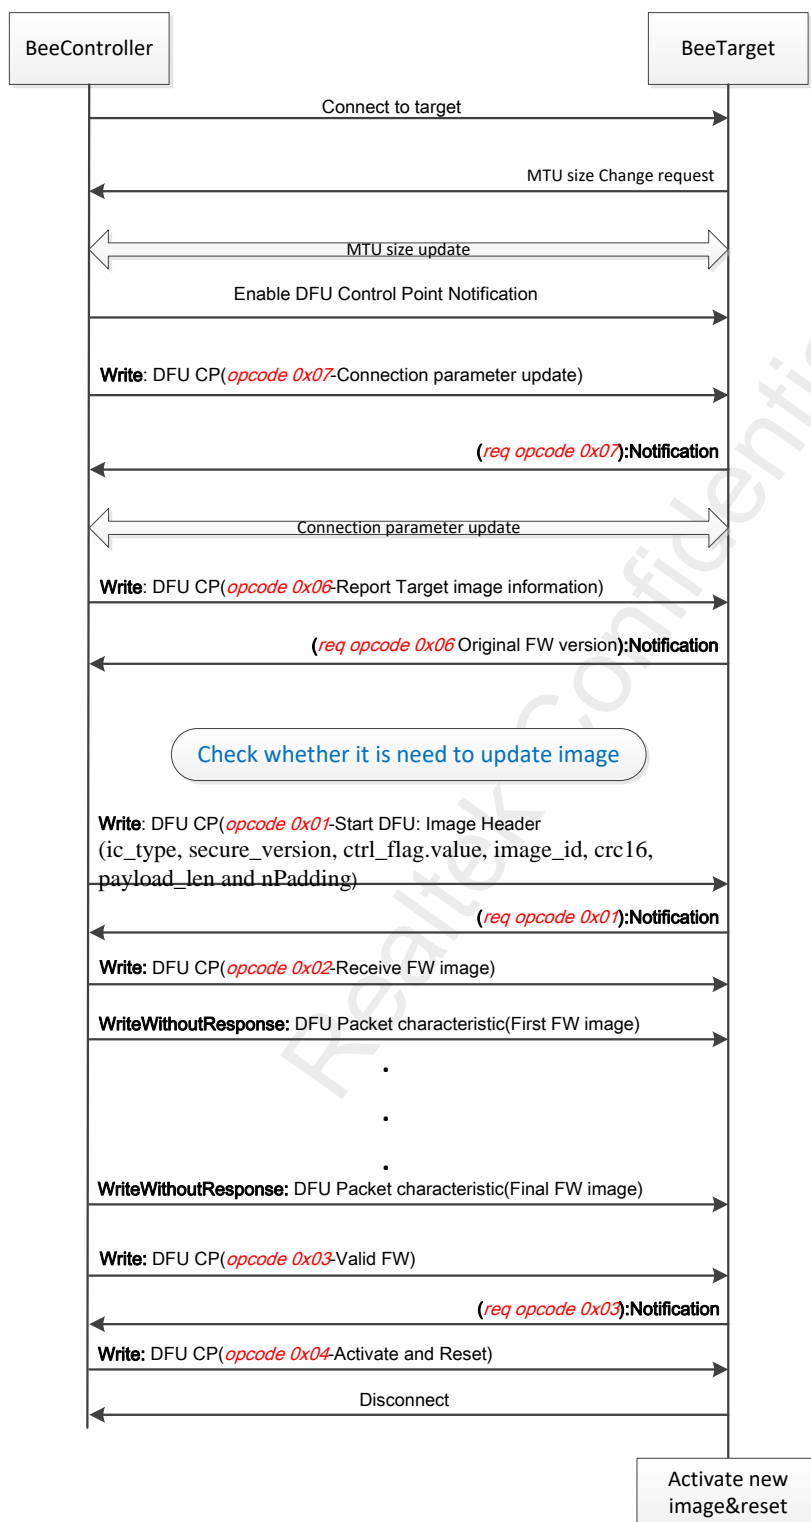 BeeController
BeeTarget
Connect to target
MTU size Change request
MTU size update
Enable DFU Control Point Notification
Write: DFU CP(opcode 0x07-Connection parameter update)
(req opcode 0x07):Notification
Connection parameter update
Write: DFU CP(opcode 0x06-Report Target image information)
(req opcode 0x06 Original FW version):Notification
Check whether it is need to update image
Write: DFU CP(opcode 0x01-Start DFU: Image Header
(ic_type, secure_version, ctrl_flag.value, image_id, crc16,
payload_len and nPadding)
(req opcode 0x01):Notification
Write: DFU CP(opcode 0x02-Receive FW image)
WriteWithoutResponse: DFU Packet characteristic(First FW image)
.
.
.
WriteWithoutResponse: DFU Packet characteristic(Final FW image)
Write: DFU CP(opcode 0x03-Valid FW)
(req opcode 0x03):Notification
Write: DFU CP(opcode 0x04-Activate and Reset)
Disconnect
Activate new
image&reset
Realtek Confidenti